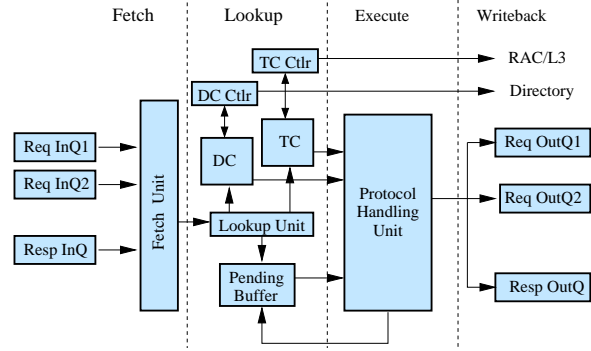 Fetch
Lookup
Execute
Writeback
TC Ctlr
RAC/L3
DC Ctlr
Directory
Req InQ1
Req InQ2
Resp InQ
Fetch Unit
DC
TC
Lookup Unit
Pending
Buffer
Protocol
Handling
Unit
Req OutQ1
Req OutQ2
Resp OutQ